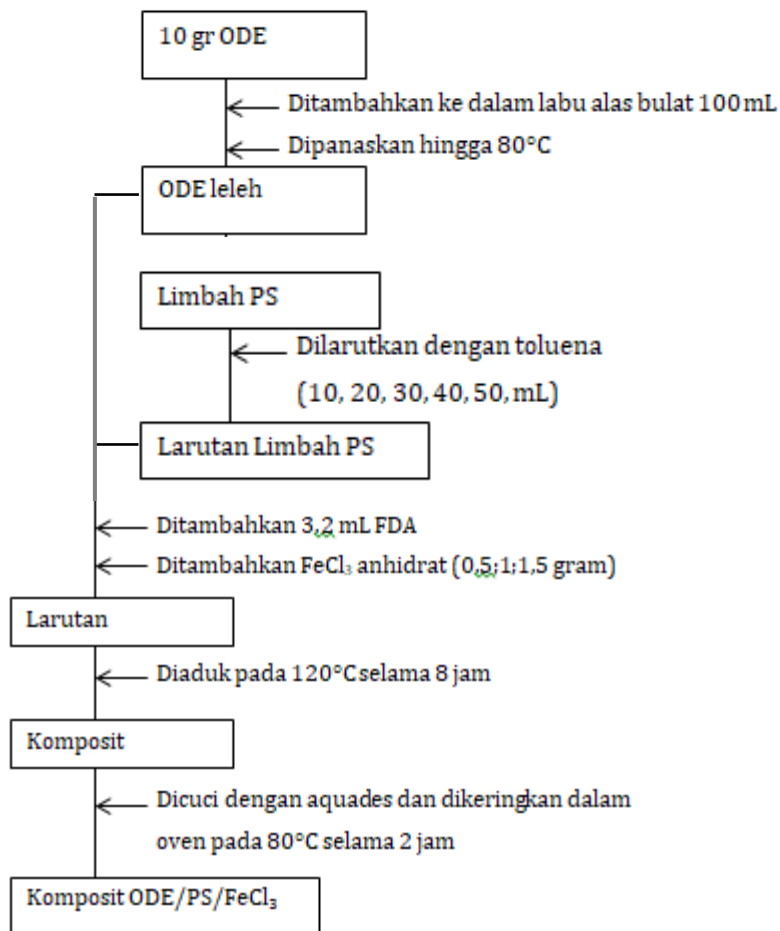 10 gr ODE
Ditambahkan ke dalam labu alas bulat 100 mL
Dipanaskan hingga 80°C
ODE leleh
Limbah PS
Dilarutkan dengan toluena
(10, 20, 30, 40, 50, mL)
Larutan Limbah PS
Ditambahkan 3,2 mL FDA
Ditambahkan FeCl₃ anhidrat (0,5;1;1,5 gram)
Larutan
Diaduk pada 120°C selama 8 jam
Komposit
Dicuci dengan aquades dan dikeringkan dalam
oven pada 80°C selama 2 jam
Komposit ODE/PS/FeCl₃